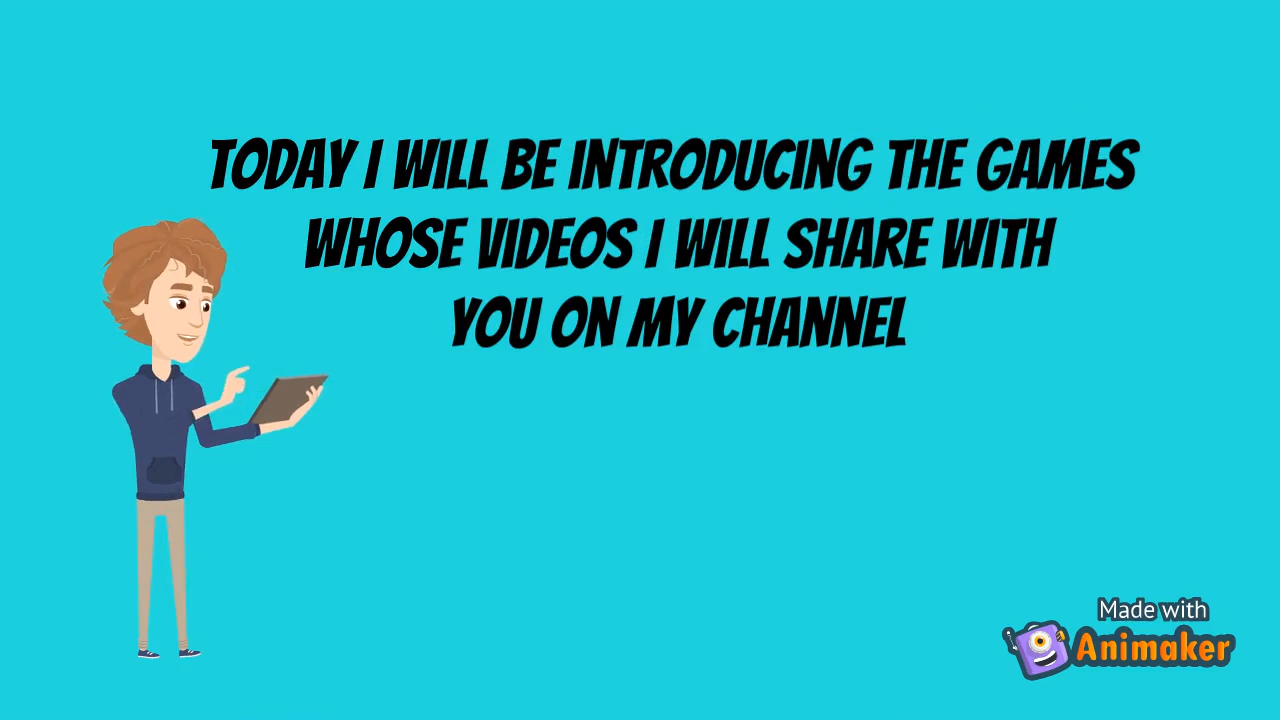 TODAY I WILL BE INTRODUCING THE GAMES
WHOSE VIDEOS I WILL SHARE WITH
YOU ON MY CHANNEL
Made with
Animaker